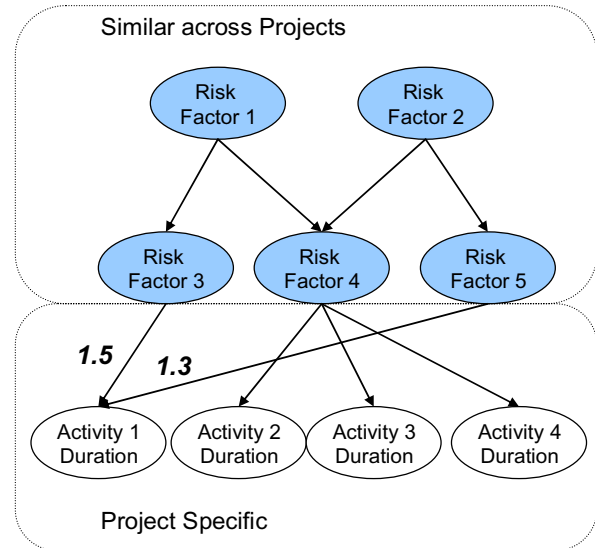 Similar across Projects
Risk
Factor 1
Risk
Factor 2
Risk
Factor 3
Risk
Factor 4
Risk
Factor 5
1.5
1.3
Activity 1
Duration
Activity 2
Duration
Activity 3
Duration
Activity 4
Duration
Project Specific